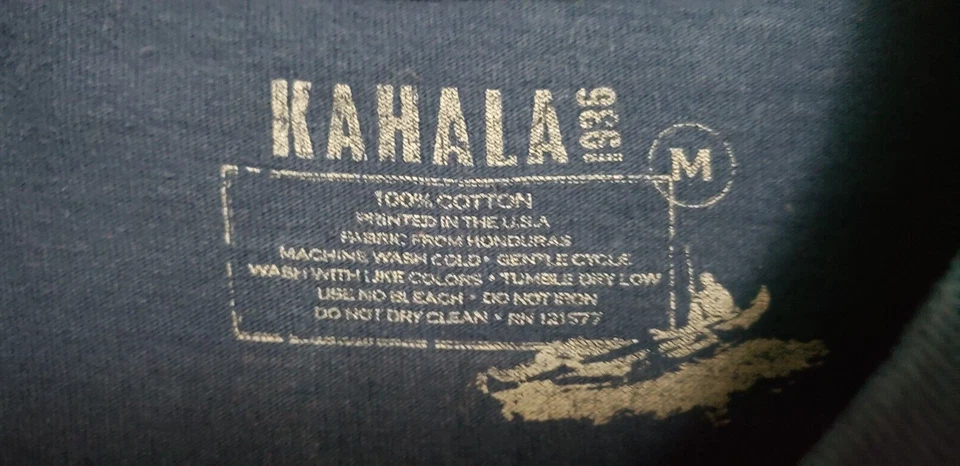 KAHALA 1936
M
100% COTTON
PRINTED IN THE U.S.A
FABRIC FROM HONDURAS
MACHINE WASH COLD • GENTLE CYCLE
WASH WITH LIKE COLORS • TUMBLE DRY LOW
USE NO BLEACH • DO NOT IRON
DO NOT DRY CLEAN • RN 121577